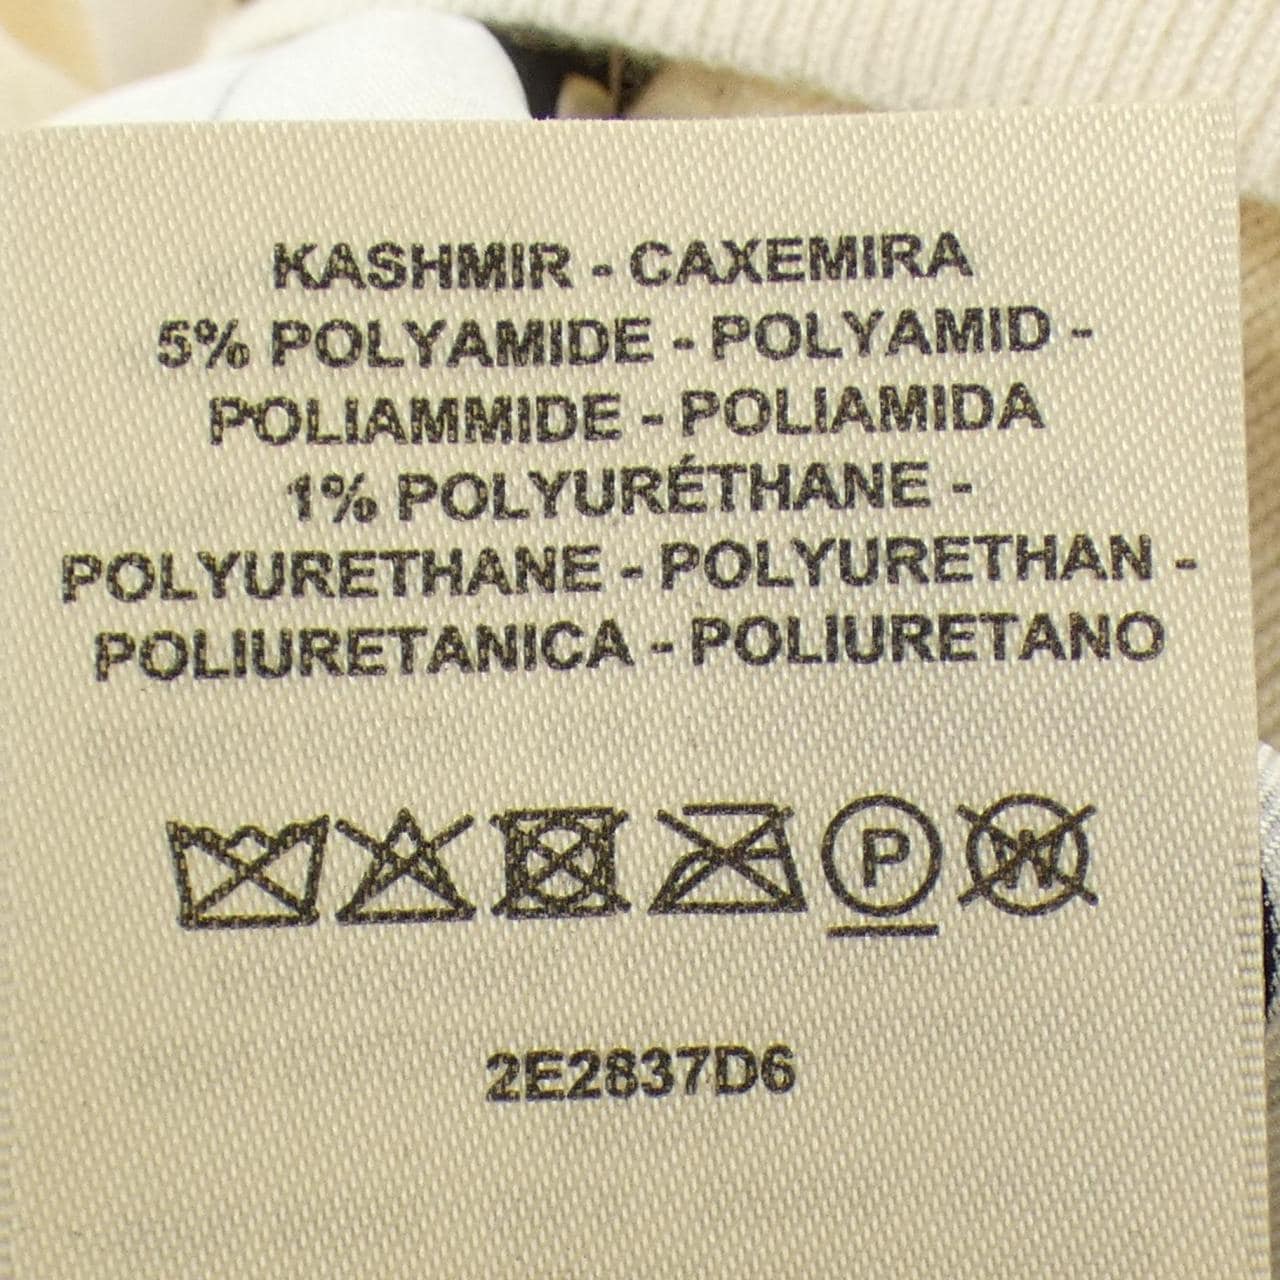 KASHMIR - CAXEMIRA
5% POLYAMIDE - POLYAMID -
POLIAMMIDE - POLIAMIDA
1% POLYURÉTHANE -
POLYURETHANE - POLYURETHAN -
POLIURETANICA - POLIURETANO
P W
2E2837D6